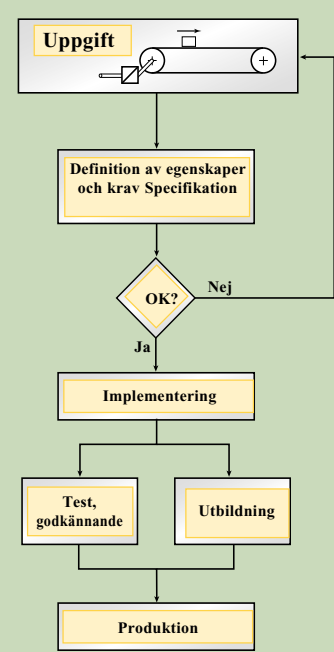 Uppgift
Definition av egenskaper
och krav Specifikation
OK?
Nej
Ja
Implementering
Test,
godkännande
Utbildning
Produktion